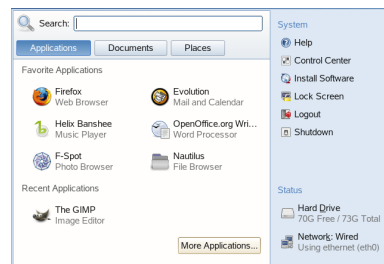 Search:
Applications
Documents
Places
Favorite Applications
Firefox
Web Browser
Evolution
Mail and Calendar
Helix Banshee
Music Player
OpenOffice.org Wri...
Word Processor
F-Spot
Photo Browser
Nautilus
File Browser
Recent Applications
The GIMP
Image Editor
More Applications...
System
Help
Control Center
Install Software
Lock Screen
Logout
Shutdown
Status
Hard Drive
70G Free / 73G Total
Network: Wired
Using ethernet (eth0)